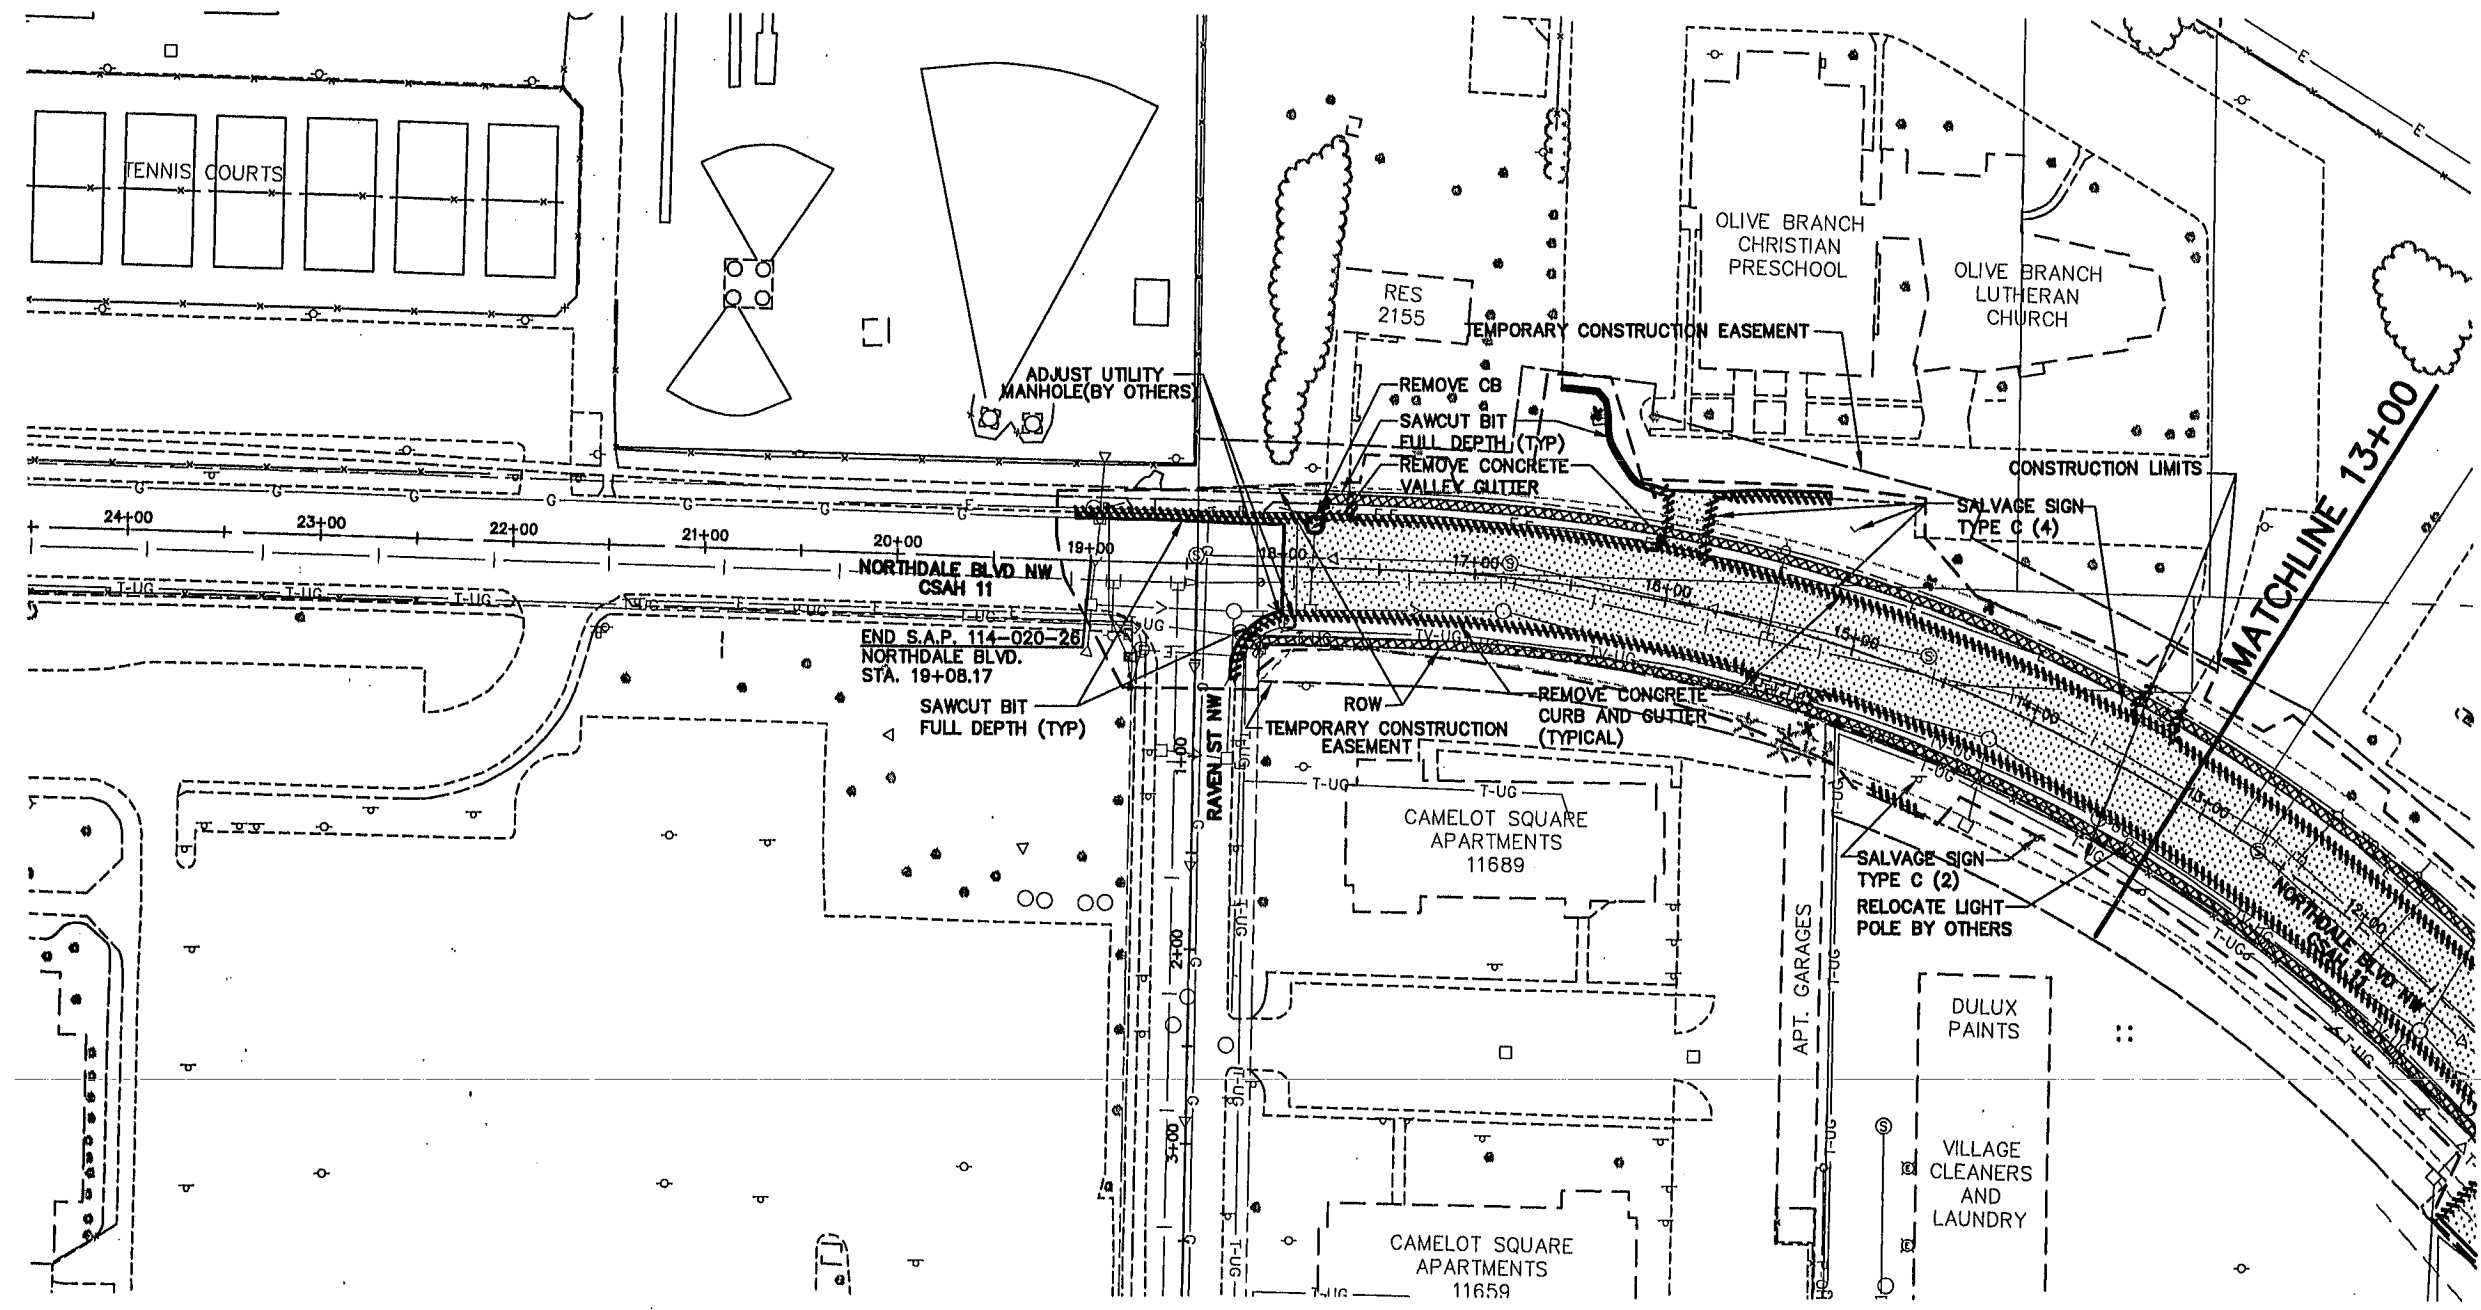 TENNIS COURTS
OLIVE BRANCH
CHRISTIAN
PRESCHOOL
OLIVE BRANCH
LUTHERAN
CHURCH
RES
2155
TEMPORARY CONSTRUCTION EASEMENT
ADJUST UTILITY
MANHOLE(BY OTHERS)
REMOVE CB
SAWCUT BIT
FULL DEPTH (TYP)
REMOVE CONCRETE
VALLEY GUTTER
CONSTRUCTION LIMITS
SALVAGE SIGN
TYPE C (4)
MATCHLINE 13+00
E
E
G G G G G G G
24+00 23+00 22+00 21+00 20+00 19+00 18+00 17+00 16+00 15+00 14+00 13+00 12+00
NORTHDALE BLVD NW
CSAH 11
T-UG T-UG T-UG
END S.A.P. 114-020-26
NORTHDALE BLVD.
STA. 19+08.17
SAWCUT BIT
FULL DEPTH (TYP)
RAVEN ST NW
1+00
2+00
3+00
ROW
TEMPORARY CONSTRUCTION
EASEMENT
REMOVE CONCRETE
CURB AND GUTTER
(TYPICAL)
TV-UG
T-UG T-UG
CAMELOT SQUARE
APARTMENTS
11689
SALVAGE SIGN
TYPE C (2)
RELOCATE LIGHT
POLE BY OTHERS
NORTHDALE BLVD NW
CSAH 11
APT. GARAGES
DULUX
PAINTS
VILLAGE
CLEANERS
AND
LAUNDRY
CAMELOT SQUARE
APARTMENTS
11659